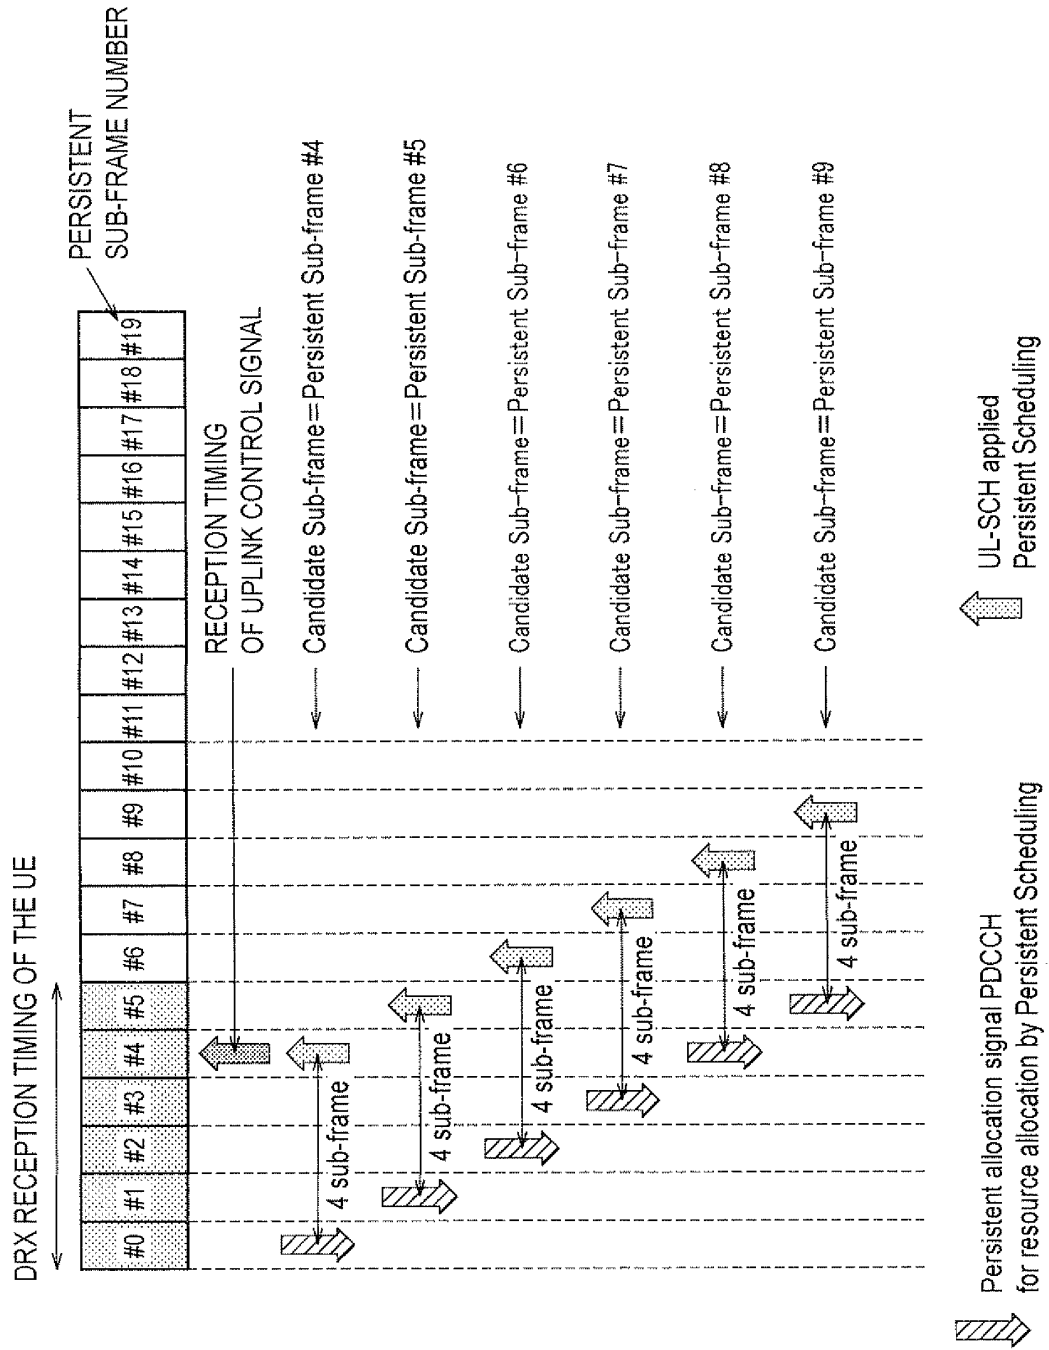 DRX RECEPTION TIMING OF THE UE
PERSISTENT
SUB-FRAME NUMBER
#0 #1 #2 #3 #4 #5 #6 #7 #8 #9 #10 #11 #12 #13 #14 #15 #16 #17 #18 #19
RECEPTION TIMING
OF UPLINK CONTROL SIGNAL
4 sub-frame
Candidate Sub-frame=Persistent Sub-frame #4
4 sub-frame
Candidate Sub-frame=Persistent Sub-frame #5
4 sub-frame
Candidate Sub-frame=Persistent Sub-frame #6
4 sub-frame
Candidate Sub-frame=Persistent Sub-frame #7
4 sub-frame
Candidate Sub-frame=Persistent Sub-frame #8
4 sub-frame
Candidate Sub-frame=Persistent Sub-frame #9
Persistent allocation signal PDCCH
for resource allocation by Persistent Scheduling
UL-SCH applied
Persistent Scheduling